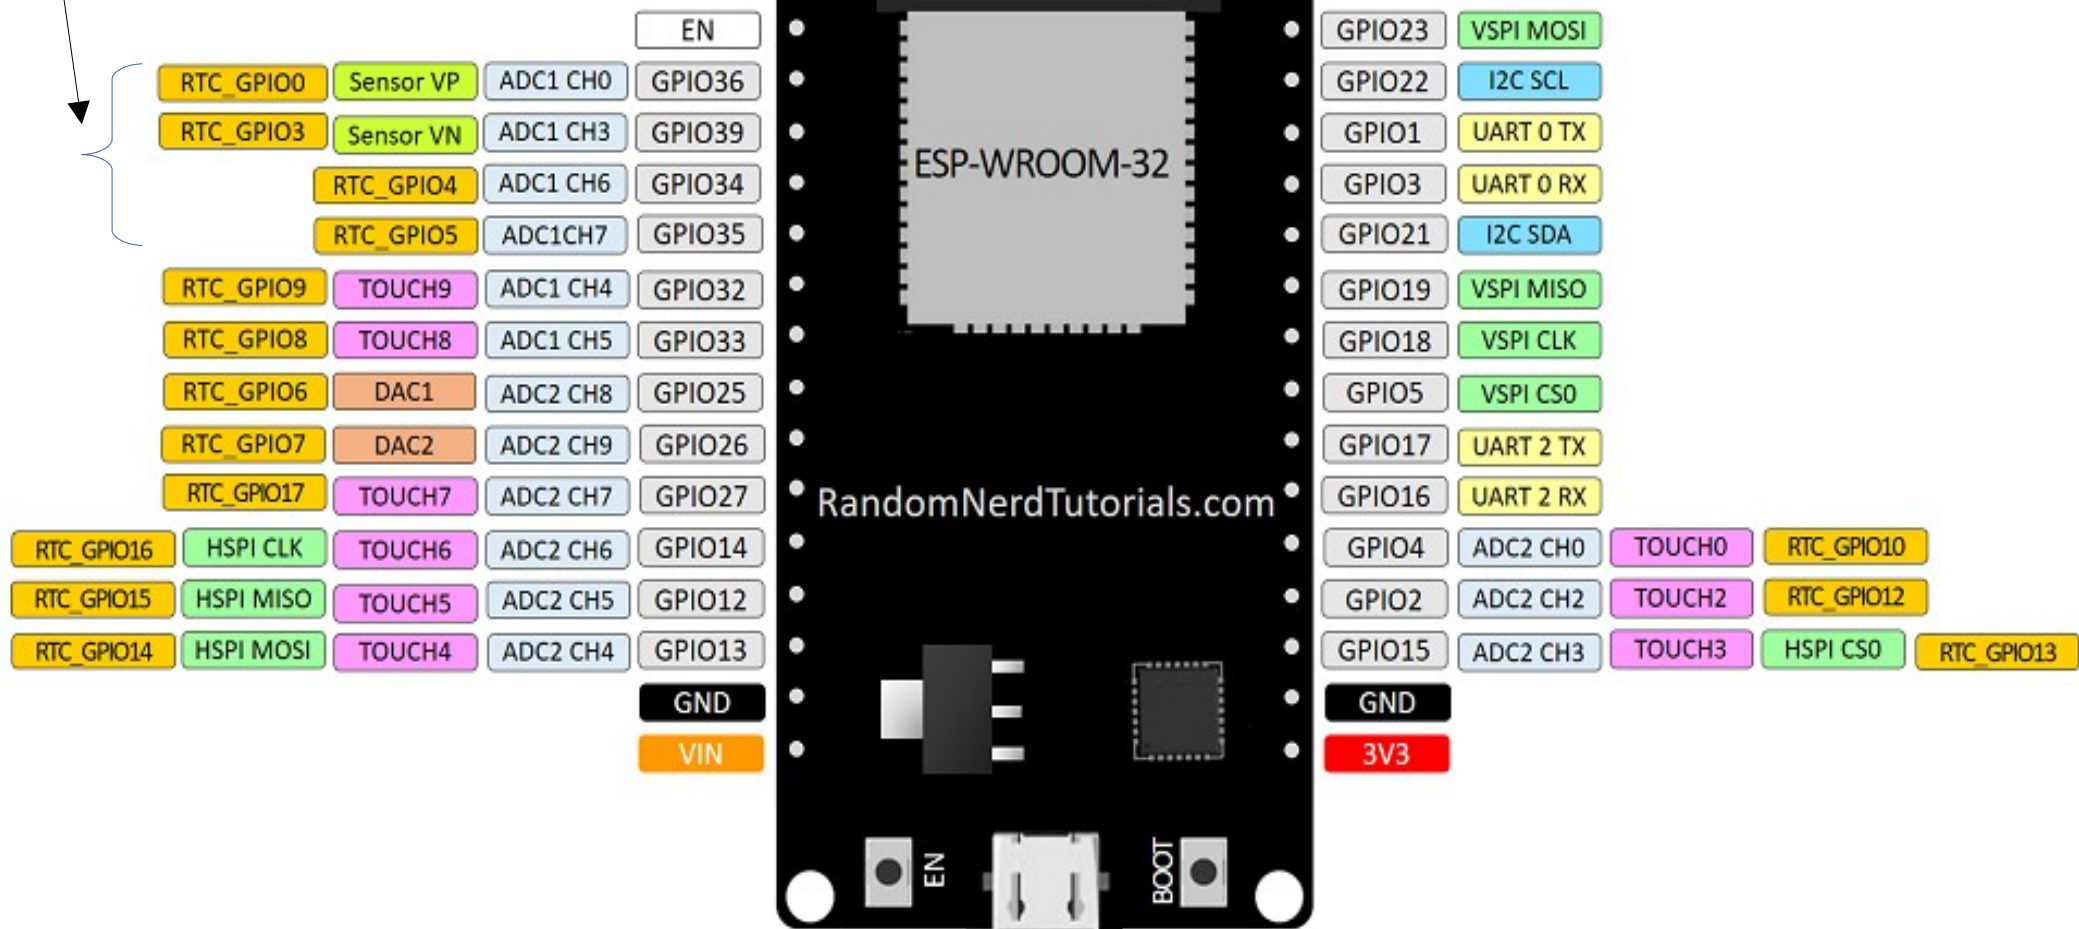 EN GPIO23 VSPI MOSI
RTC_GPIO0 Sensor VP ADC1 CH0 GPIO36 GPIO22 I2C SCL
RTC_GPIO3 Sensor VN ADC1 CH3 GPIO39 GPIO1 UART 0 TX
ESP-WROOM-32
RTC_GPIO4 ADC1 CH6 GPIO34 GPIO3 UART 0 RX
RTC_GPIO5 ADC1CH7 GPIO35 GPIO21 I2C SDA
RTC_GPIO9 TOUCH9 ADC1 CH4 GPIO32 GPIO19 VSPI MISO
RTC_GPIO8 TOUCH8 ADC1 CH5 GPIO33 GPIO18 VSPI CLK
RTC_GPIO6 DAC1 ADC2 CH8 GPIO25 GPIO5 VSPI CS0
RTC_GPIO7 DAC2 ADC2 CH9 GPIO26 GPIO17 UART 2 TX
RTC_GPIO17 TOUCH7 ADC2 CH7 GPIO27 RandomNerdTutorials.com GPIO16 UART 2 RX
RTC_GPIO16 HSPI CLK TOUCH6 ADC2 CH6 GPIO14 GPIO4 ADC2 CH0 TOUCH0 RTC_GPIO10
RTC_GPIO15 HSPI MISO TOUCH5 ADC2 CH5 GPIO12 GPIO2 ADC2 CH2 TOUCH2 RTC_GPIO12
RTC_GPIO14 HSPI MOSI TOUCH4 ADC2 CH4 GPIO13 GPIO15 ADC2 CH3 TOUCH3 HSPI CS0 RTC_GPIO13
GND GND
VIN 3V3
EN BOOT